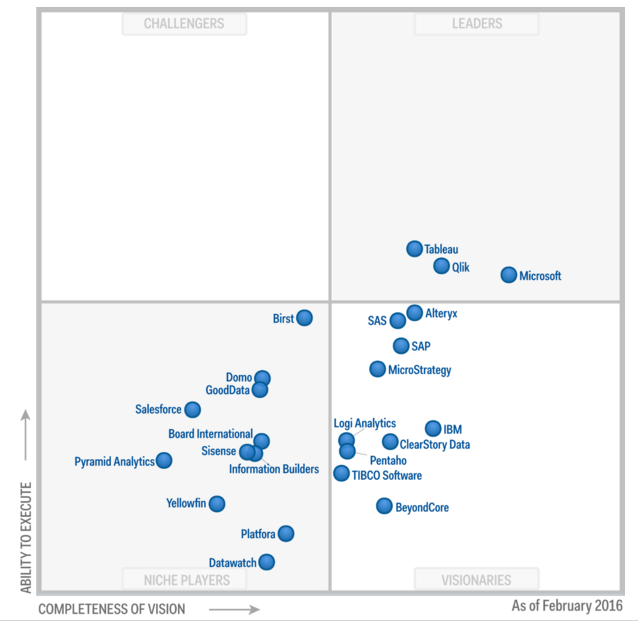 CHALLENGERS
LEADERS
Tableau
Qlik
Microsoft
Birst
Alteryx
SAS
SAP
MicroStrategy
Domo
GoodData
Salesforce
Logi Analytics
IBM
Board International
ClearStory Data
Sisense
Pentaho
Pyramid Analytics
Information Builders
TIBCO Software
Yellowfin
BeyondCore
Platfora
Datawatch
NICHE PLAYERS
VISIONARIES
ABILITY TO EXECUTE
COMPLETENESS OF VISION
As of February 2016